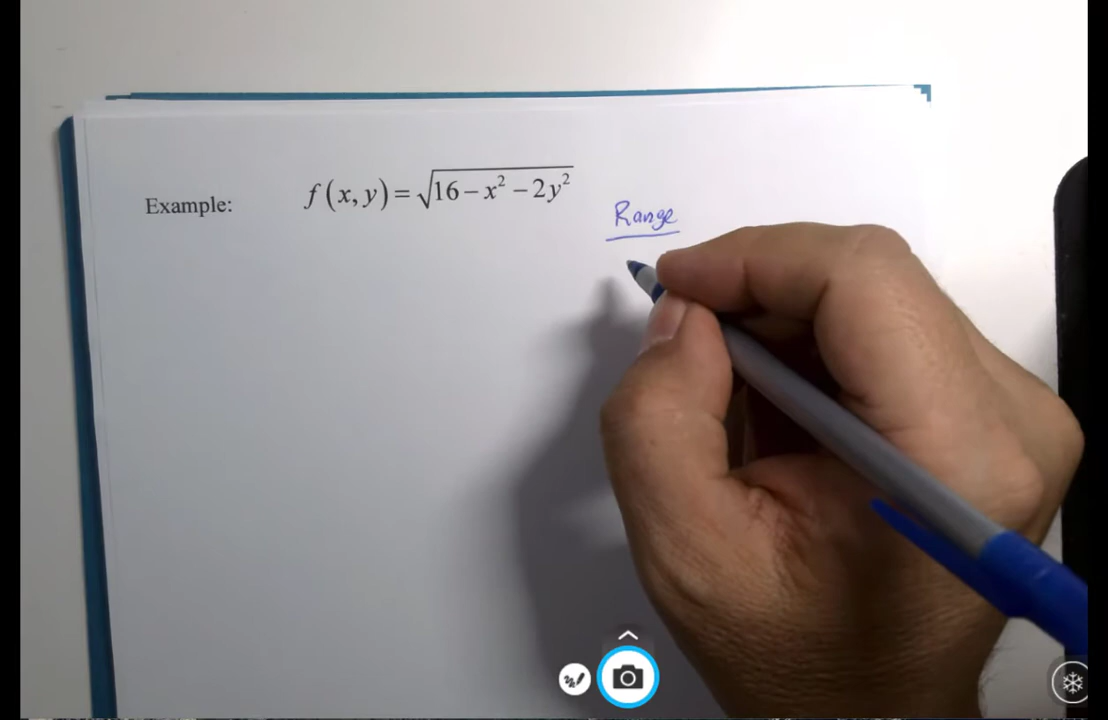 Example: f(x, y) = √(16 − x² − 2y²)
Range